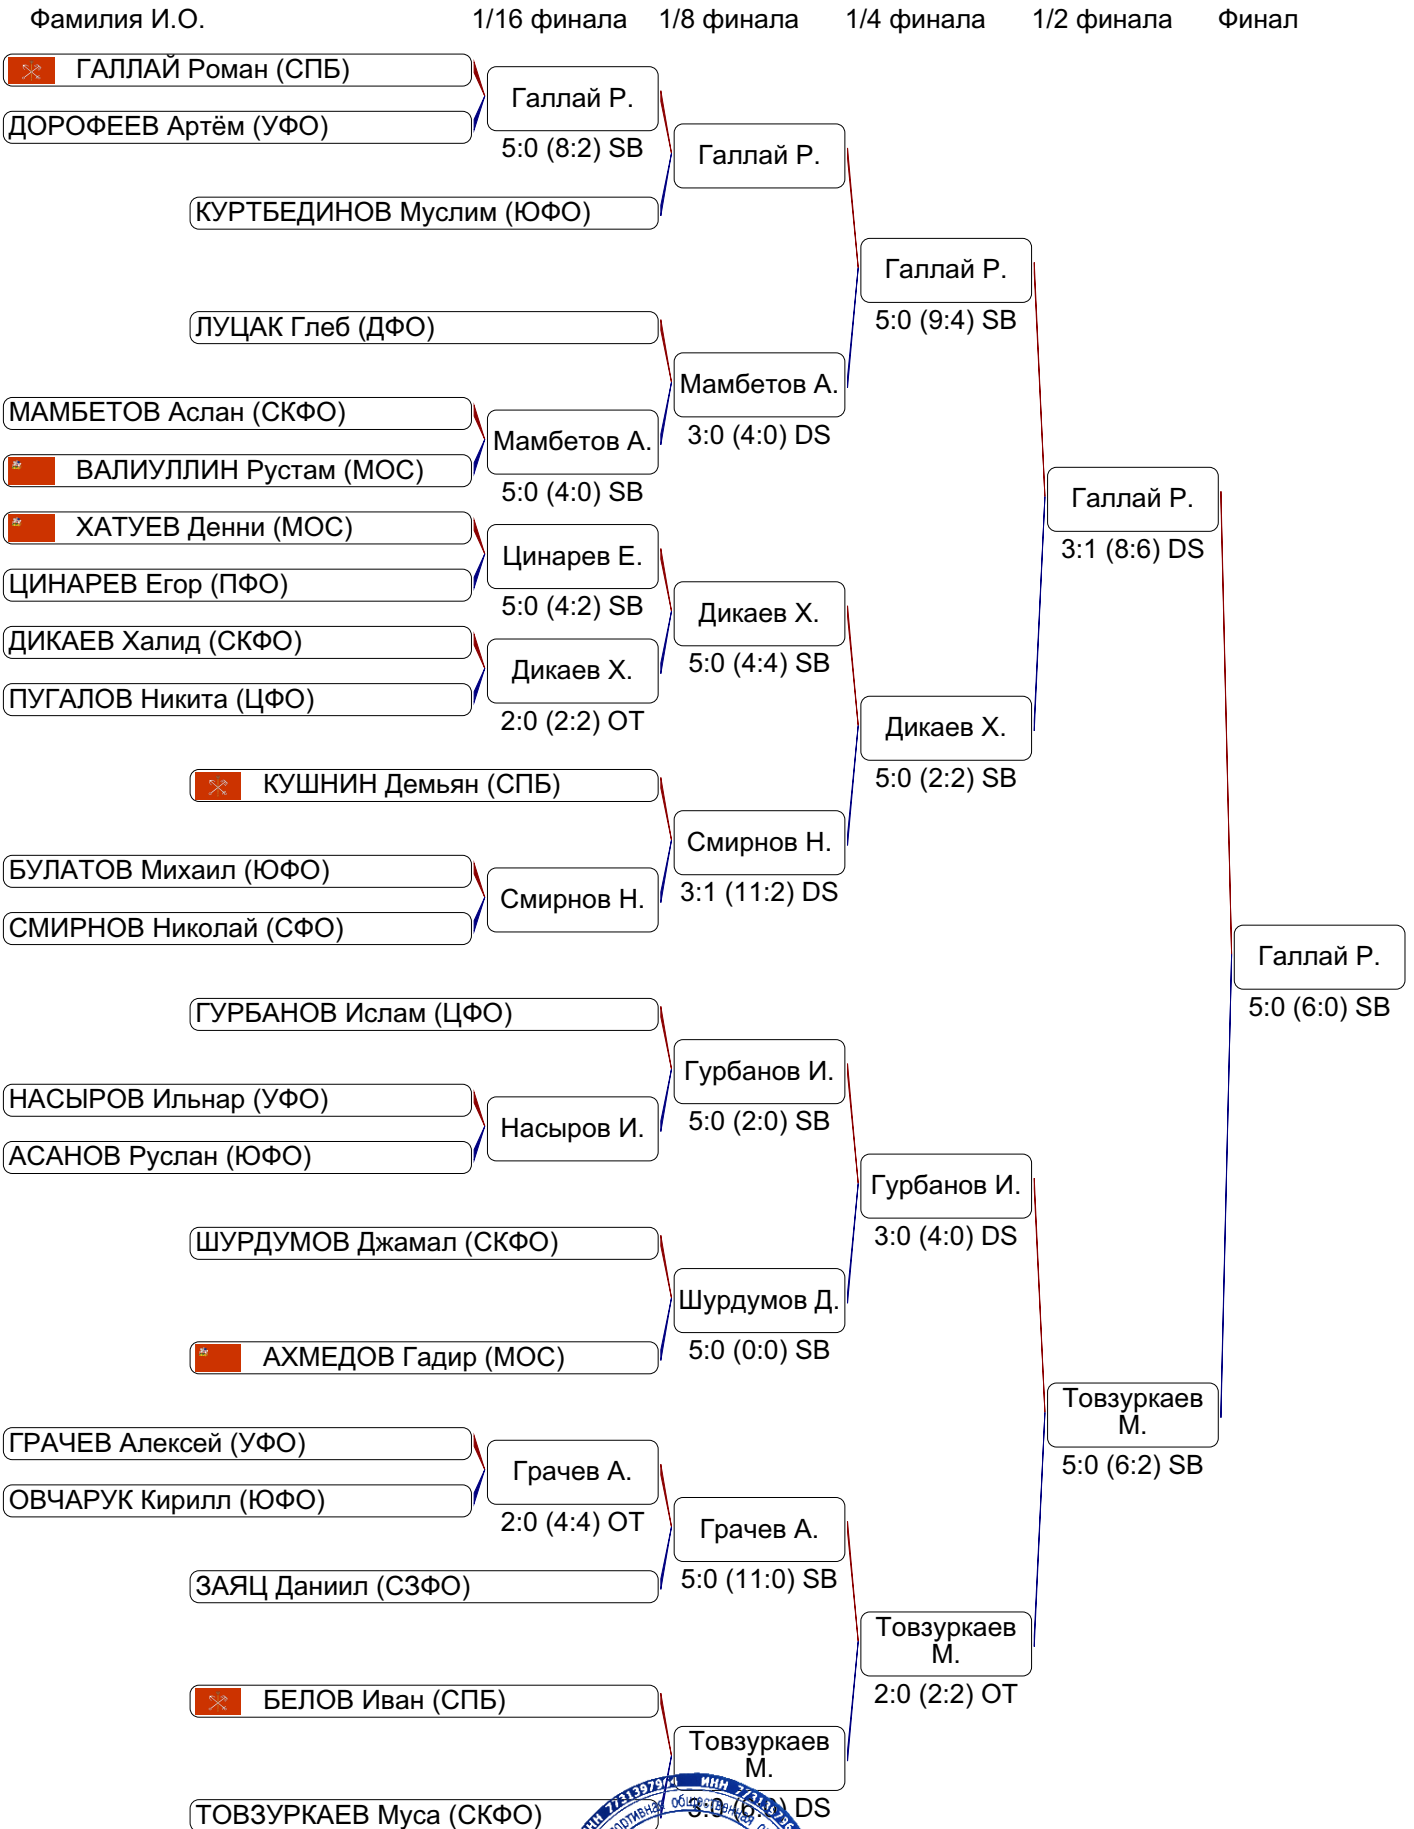 Фамилия И.О. 1/16 финала 1/8 финала 1/4 финала 1/2 финала Финал
ГАЛЛАЙ Роман (СПБ)
Галлай Р.
ДОРОФЕЕВ Артём (УФО)
5:0 (8:2) SB
Галлай Р.
КУРТБЕДИНОВ Муслим (ЮФО)
Галлай Р.
5:0 (9:4) SB
ЛУЦАК Глеб (ДФО)
Мамбетов А.
3:0 (4:0) DS
МАМБЕТОВ Аслан (СКФО)
Мамбетов А.
ВАЛИУЛЛИН Рустам (МОС)
5:0 (4:0) SB
Галлай Р.
3:1 (8:6) DS
ХАТУЕВ Денни (МОС)
Цинарев Е.
ЦИНАРЕВ Егор (ПФО)
5:0 (4:2) SB
Дикаев Х.
5:0 (4:4) SB
ДИКАЕВ Халид (СКФО)
Дикаев Х.
ПУГАЛОВ Никита (ЦФО)
2:0 (2:2) OT
Дикаев Х.
5:0 (2:2) SB
КУШНИН Демьян (СПБ)
Смирнов Н.
3:1 (11:2) DS
БУЛАТОВ Михаил (ЮФО)
Смирнов Н.
СМИРНОВ Николай (СФО)
Галлай Р.
5:0 (6:0) SB
ГУРБАНОВ Ислам (ЦФО)
Гурбанов И.
5:0 (2:0) SB
НАСЫРОВ Ильнар (УФО)
Насыров И.
АСАНОВ Руслан (ЮФО)
Гурбанов И.
3:0 (4:0) DS
ШУРДУМОВ Джамал (СКФО)
Шурдумов Д.
5:0 (0:0) SB
АХМЕДОВ Гадир (МОС)
Товзуркаев
М.
5:0 (6:2) SB
ГРАЧЕВ Алексей (УФО)
Грачев А.
ОВЧАРУК Кирилл (ЮФО)
2:0 (4:4) OT
Грачев А.
5:0 (11:0) SB
ЗАЯЦ Даниил (СЗФО)
Товзуркаев
М.
2:0 (2:2) OT
БЕЛОВ Иван (СПБ)
Товзуркаев
М.
DS
ТОВЗУРКАЕВ Муса (СКФО)